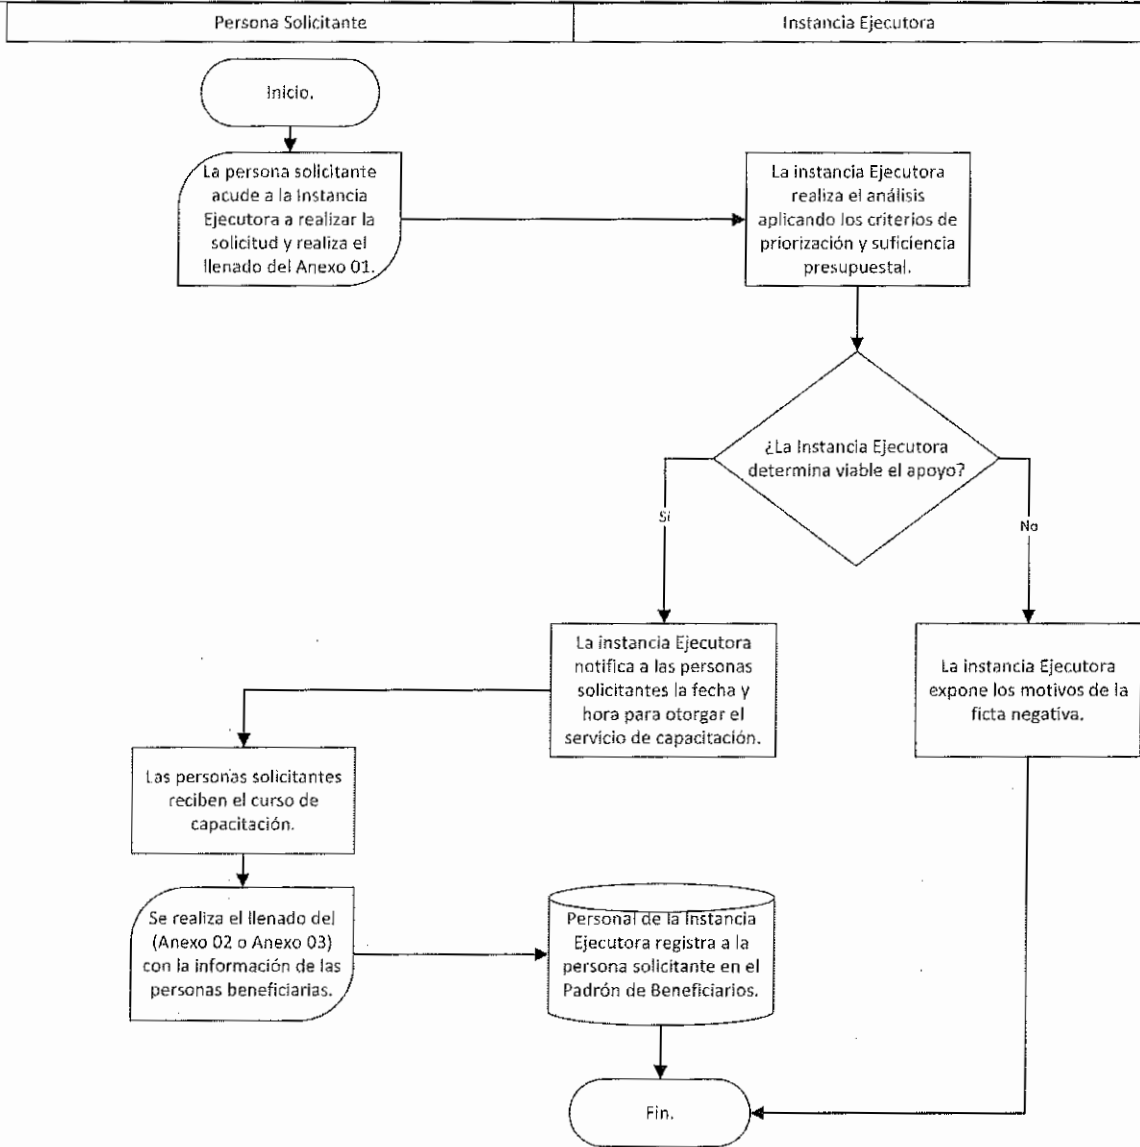 Persona Solicitante
Instancia Ejecutora
Inicio.
La persona solicitante
acude a la Instancia
Ejecutora a realizar la
solicitud y realiza el
llenado del Anexo 01.
La instancia Ejecutora
realiza el análisis
aplicando los criterios de
priorización y suficiencia
presupuestal.
¿La Instancia Ejecutora
determina viable el apoyo?
Si
No
La instancia Ejecutora
notifica a las personas
solicitantes la fecha y
hora para otorgar el
servicio de capacitación.
La instancia Ejecutora
expone los motivos de la
ficta negativa.
Las personas solicitantes
reciben el curso de
capacitación.
Se realiza el llenado del
(Anexo 02 o Anexo 03)
con la información de las
personas beneficiarias.
Personal de la Instancia
Ejecutora registra a la
persona solicitante en el
Padrón de Beneficiarios.
Fin.